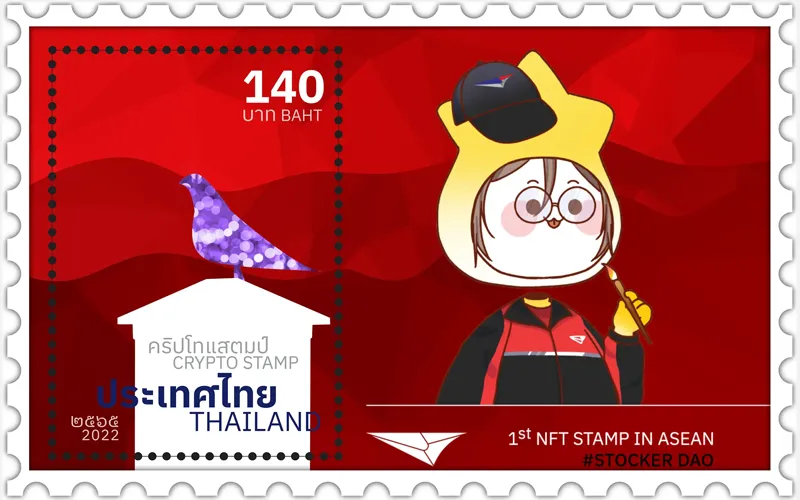 140
บาท BAHT
คริปโทแสตมป์
CRYPTO STAMP
ประเทศไทย
THAILAND
๒๕๖๕
2022
1st NFT STAMP IN ASEAN
#STOCKER DAO